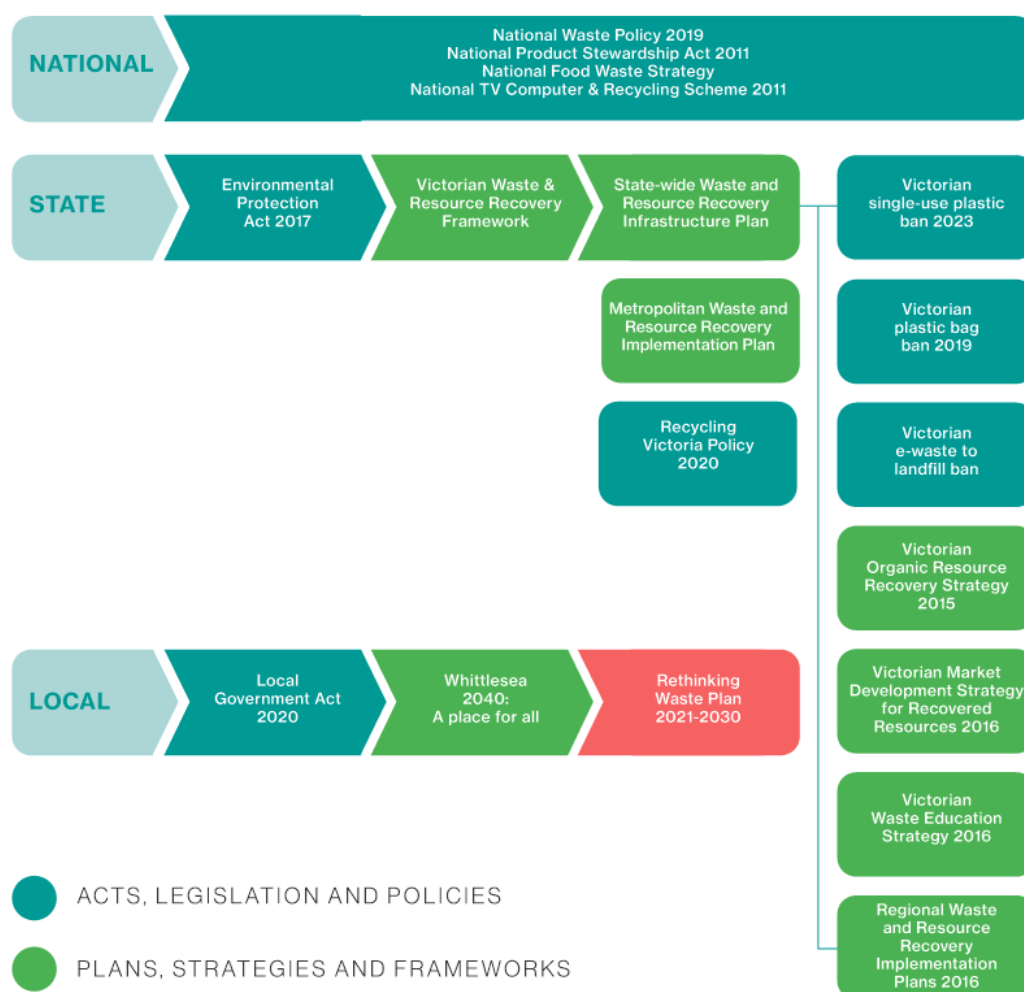 NATIONAL
National Waste Policy 2019
National Product Stewardship Act 2011
National Food Waste Strategy
National TV Computer & Recycling Scheme 2011
STATE
Environmental
Protection
Act 2017
Victorian Waste &
Resource Recovery
Framework
State-wide Waste and
Resource Recovery
Infrastructure Plan
Victorian
single-use plastic
ban 2023
Metropolitan Waste and
Resource Recovery
Implementation Plan
Victorian
plastic bag
ban 2019
Recycling
Victoria Policy
2020
Victorian
e-waste to
landfill ban
Victorian
Organic Resource
Recovery Strategy
2015
LOCAL
Local
Government Act
2020
Whittlesea
2040:
A place for all
Rethinking
Waste Plan
2021-2030
Victorian Market
Development Strategy
for Recovered
Resources 2016
Victorian
Waste Education
Strategy 2016
Regional Waste
and Resource
Recovery
Implementation
Plans 2016
ACTS, LEGISLATION AND POLICIES
PLANS, STRATEGIES AND FRAMEWORKS